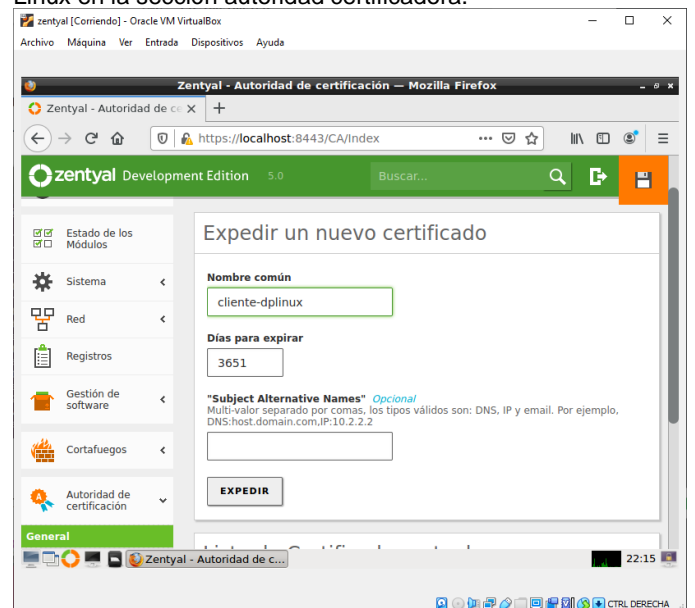 Linux en la sección autoridad certificadora.
zentyal [Corriendo] - Oracle VM VirtualBox
Archivo Máquina Ver Entrada Dispositivos Ayuda
Zentyal - Autoridad de certificación — Mozilla Firefox
Zentyal - Autoridad de ce
https://localhost:8443/CA/Index
zentyal Development Edition 5.0 Buscar...
Estado de los
Módulos
Sistema
Red
Registros
Gestión de
software
Cortafuegos
Autoridad de
certificación
General
Expedir un nuevo certificado
Nombre común
cliente-dplinux
Días para expirar
3651
"Subject Alternative Names" Opcional
Multi-valor separado por comas, los tipos válidos son: DNS, IP y email. Por ejemplo,
DNS:host.domain.com,IP:10.2.2.2
EXPEDIR
Zentyal - Autoridad de c...
22:15
CTRL DERECHA